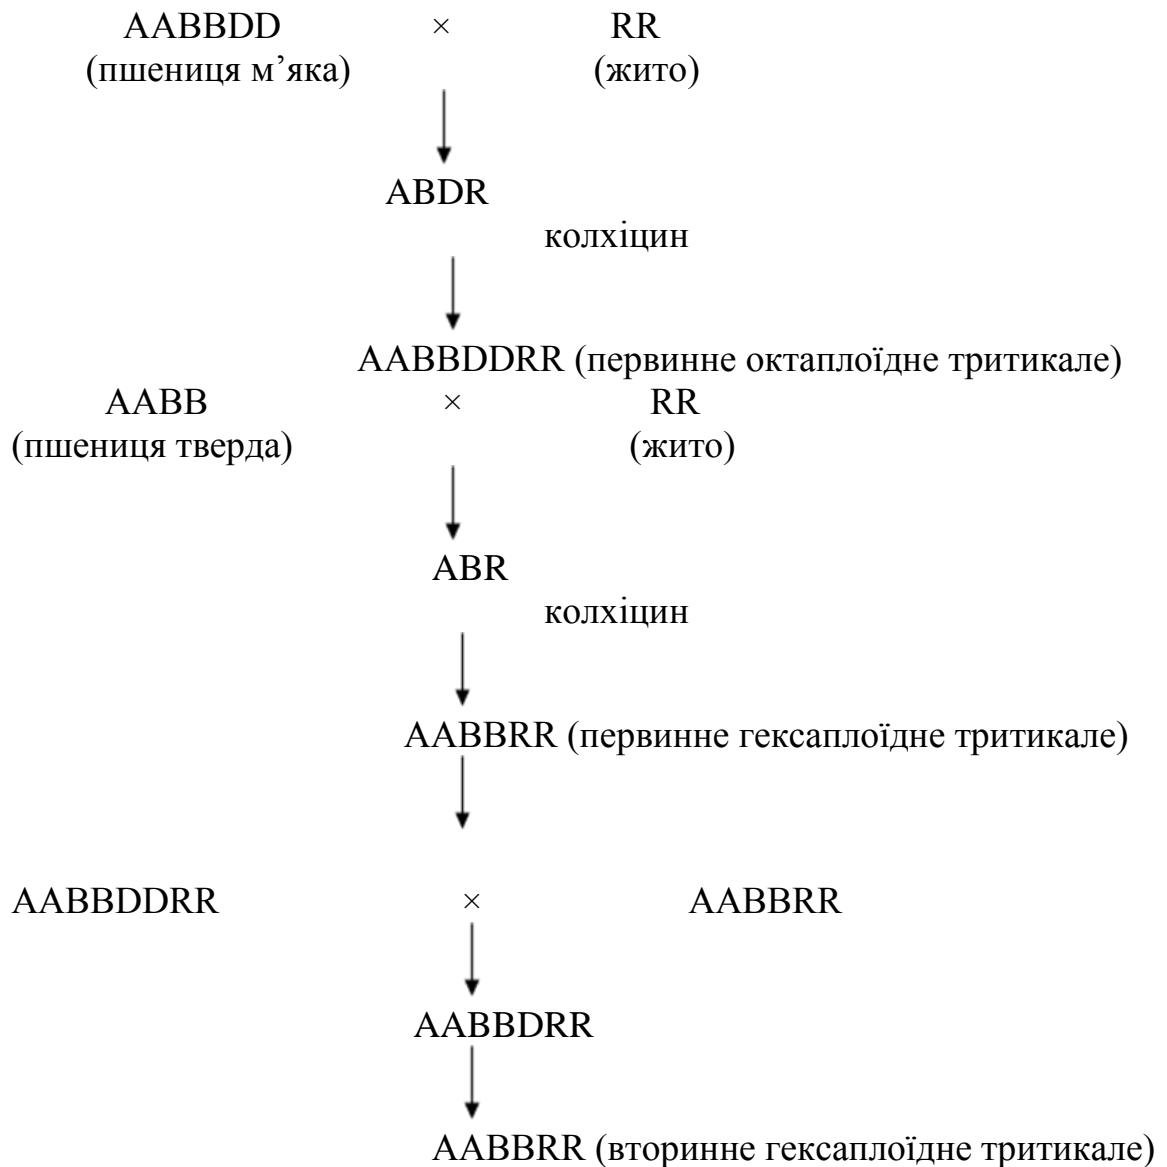 AABBDD × RR
(пшениця м’яка) (жито)
ABDR
колхіцин
AABBDDRR (первинне октаплоїдне тритикале)
AABB × RR
(пшениця тверда) (жито)
ABR
колхіцин
AABBRR (первинне гексаплоїдне тритикале)
AABBDDRR × AABBRR
AABBDRR
AABBRR (вторинне гексаплоїдне тритикале)